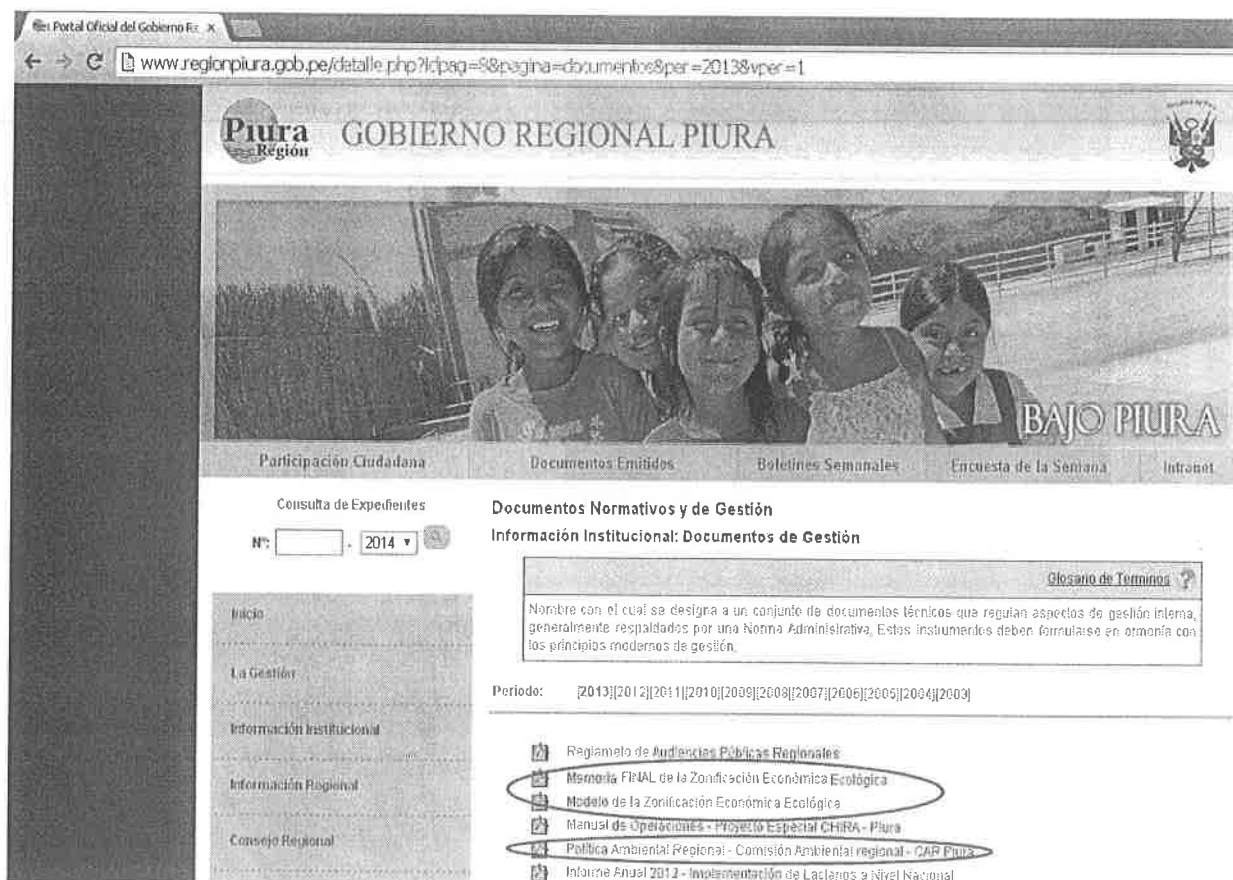 Portal Oficial del Gobierno Re
www.regionpiura.gob.pe/detalle.php?idpag=8&pagina=documentos&per=2013&vper=1
Piura
Región
GOBIERNO REGIONAL PIURA
BAJO PIURA
Participación Ciudadana
Documentos Emitidos
Boletines Semanales
Encuesta de la Semana
Intranet
Consulta de Expedientes
Nº: - 2014
Documentos Normativos y de Gestión
Información Institucional: Documentos de Gestión
Glosario de Terminos ?
Nombre con el cual se designa a un conjunto de documentos técnicos que regulan aspectos de gestión interna,
generalmente respaldados por una Norma Administrativa, Estos instrumentos deben formularse en armonía con
los principios modernos de gestión.
Inicio
La Gestión
Información Institucional
Información Regional
Consejo Regional
Periodo: [2013][2012][2011][2010][2009][2008][2007][2006][2005][2004][2003]
Reglamelo de Audiencias Públicas Regionales
Memoria FINAL de la Zonificación Económica Ecológica
Modelo de la Zonificación Económica Ecológica
Manual de Operaciones - Proyecto Especial CHIRA - Piura
Política Ambiental Regional - Comisión Ambiental regional - CAR Piura
Informe Anual 2012 - Implementación de Lactarios a Nivel Nacional